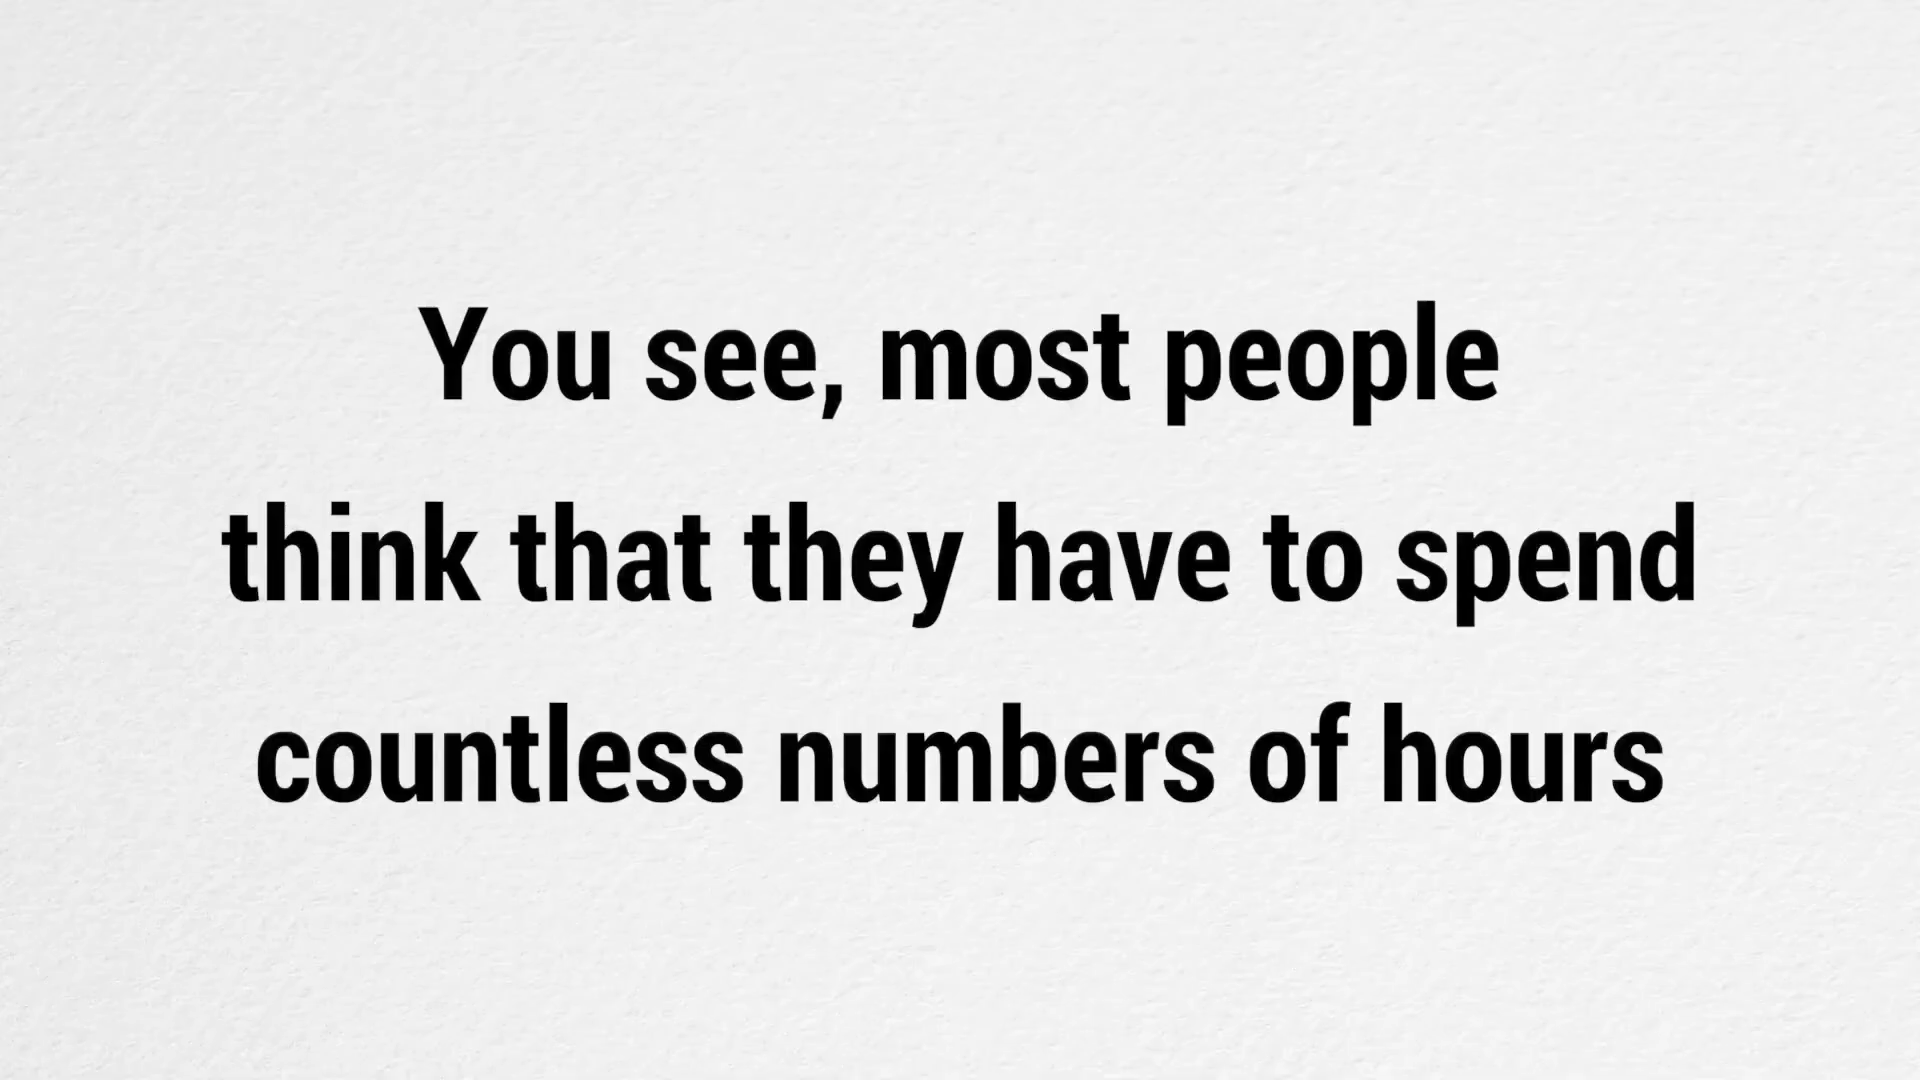 You see, most people
think that they have to spend
countless numbers of hours